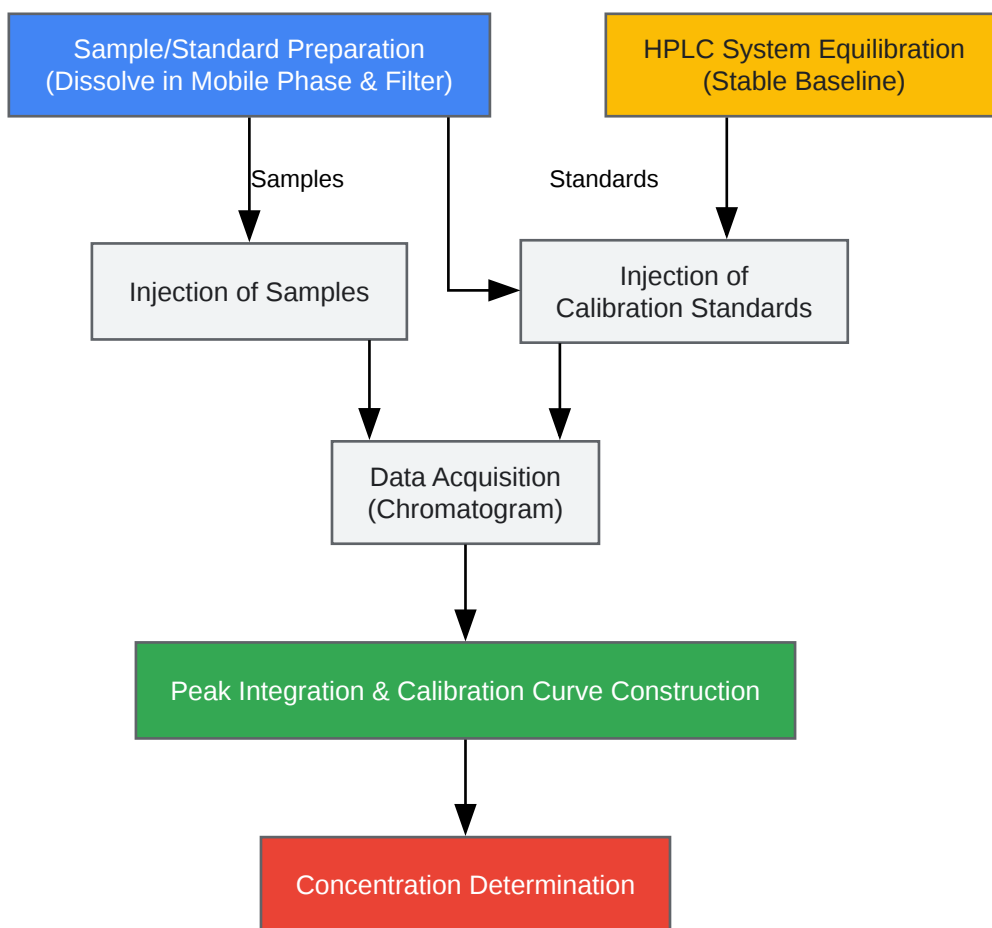 Sample/Standard Preparation
(Dissolve in Mobile Phase & Filter)
HPLC System Equilibration
(Stable Baseline)
Samples
Standards
Injection of Samples
Injection of
Calibration Standards
Data Acquisition
(Chromatogram)
Peak Integration & Calibration Curve Construction
Concentration Determination